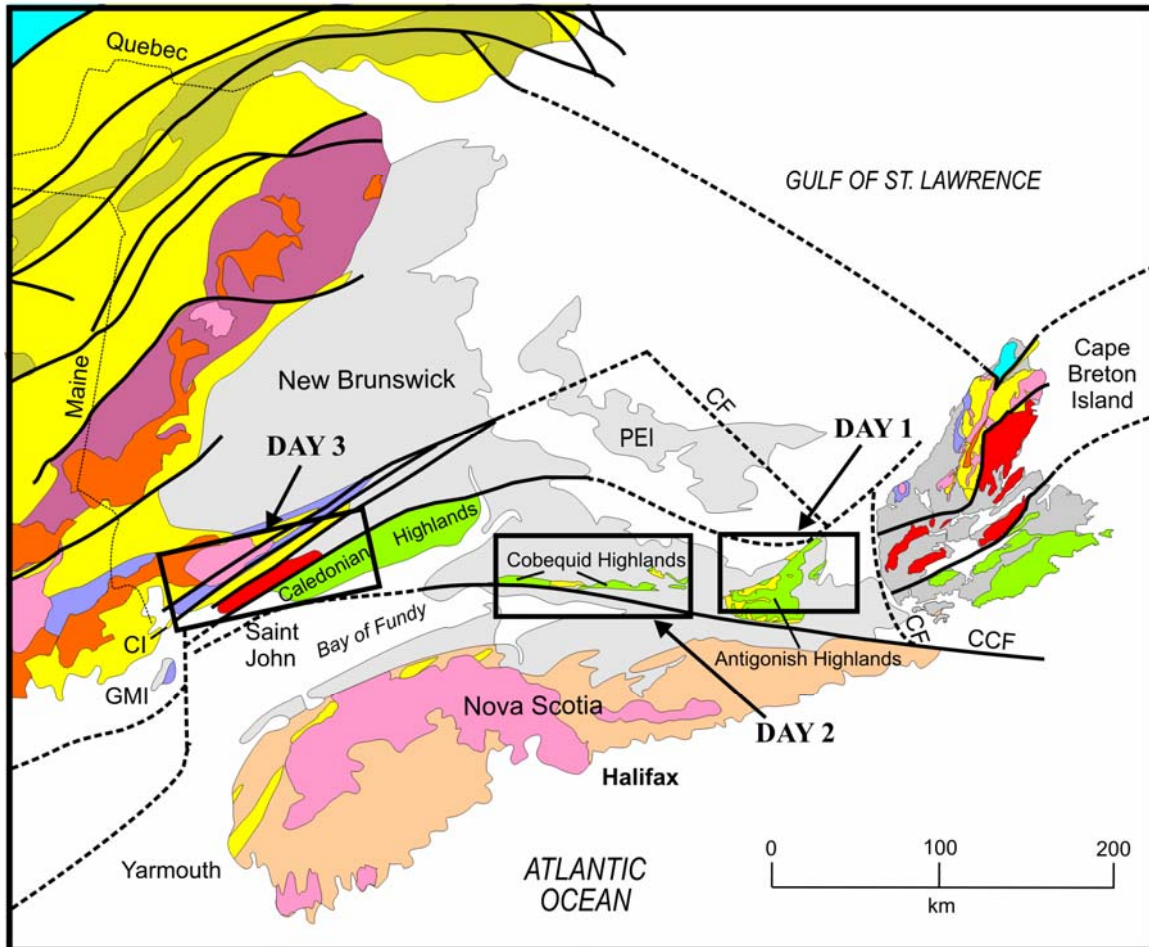 Quebec
GULF OF ST. LAWRENCE
Maine
New Brunswick
CF
Cape
Breton
Island
PEI
DAY 1
DAY 3
Highlands
Caledonian
Cobequid Highlands
Saint
John
Bay of Fundy
CI
GMI
CF
CCF
Antigonish Highlands
Nova Scotia
DAY 2
Halifax
Yarmouth
ATLANTIC
OCEAN
0
100
200
km